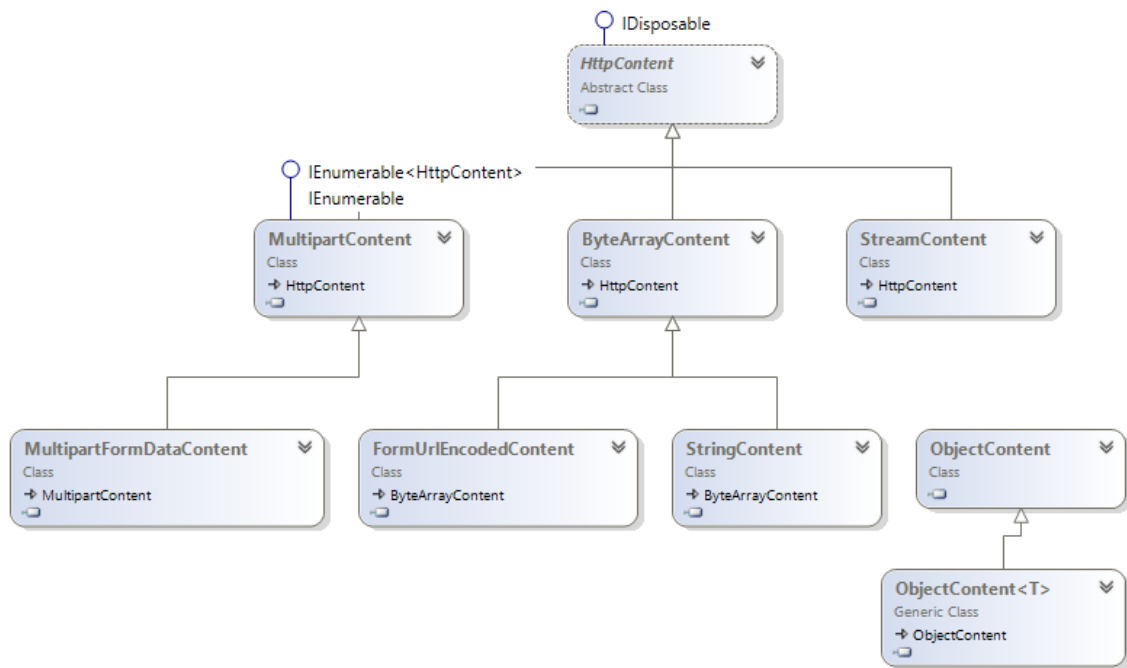 IDisposable
HttpContent
Abstract Class
IEnumerable<HttpContent>
IEnumerable
MultipartContent
Class
HttpContent
ByteArrayContent
Class
HttpContent
StreamContent
Class
HttpContent
MultipartFormDataContent
Class
MultipartContent
FormUrlEncodedContent
Class
ByteArrayContent
StringContent
Class
ByteArrayContent
ObjectContent
Class
ObjectContent<T>
Generic Class
ObjectContent